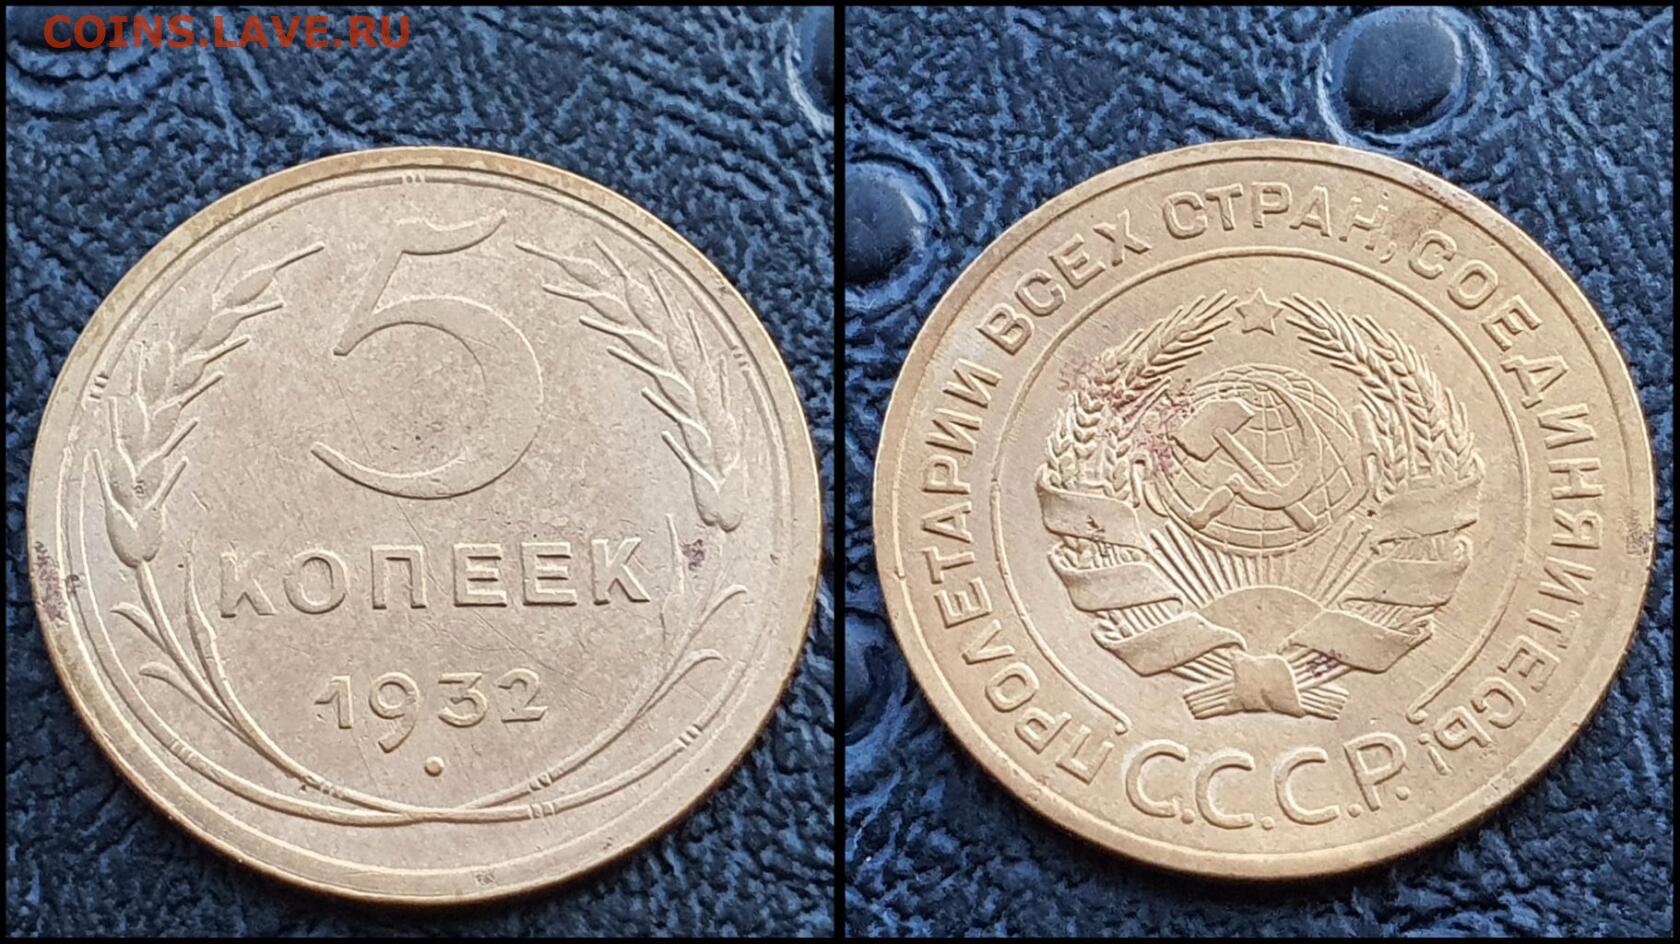 COINS.LAVE.RU
5
КОПЕЕК
1932
ПРОЛЕТАРИИ ВСЕХ СТРАН, СОЕДИНЯЙТЕСЬ!
С.С.С.Р.